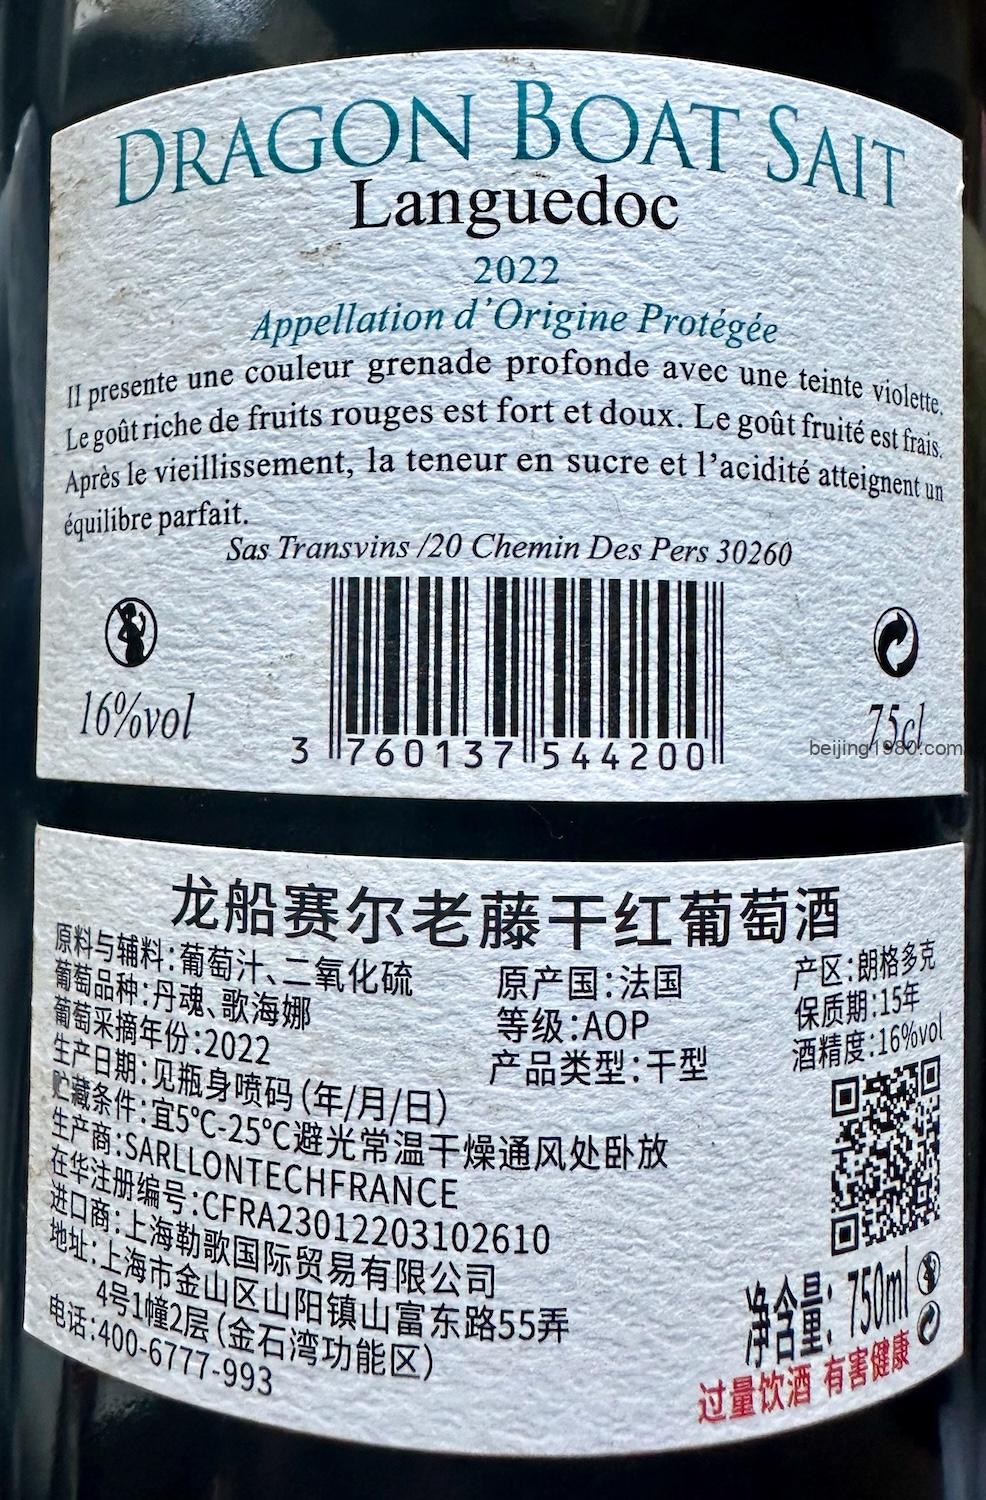 DRAGON BOAT SAIT
Languedoc
2022
Appellation d'Origine Protégée
Il presente une couleur grenade profonde avec une teinte violette.
Le goût riche de fruits rouges est fort et doux. Le goût fruité est frais.
Après le vieillissement, la teneur en sucre et l'acidité atteignent un
équilibre parfait.
Sas Transvins /20 Chemin Des Pers 30260
16%vol
75cl
3 760137 544200
beijing1980.com
龙船赛尔老藤干红葡萄酒
原料与辅料:葡萄汁、二氧化硫
葡萄品种:丹魂、歌海娜
葡萄采摘年份:2022
生产日期:见瓶身喷码(年/月/日)
贮藏条件:宜5℃-25℃避光常温干燥通风处卧放
生产商:SARLLONTECHFRANCE
在华注册编号:CFRA23012203102610
进口商:上海勒歌国际贸易有限公司
地址:上海市金山区山阳镇山富东路55弄
4号1幢2层(金石湾功能区)
电话:400-6777-993
原产国:法国
等级:AOP
产品类型:干型
产区:朗格多克
保质期:15年
酒精度:16%vol
净含量:750ml
过量饮酒 有害健康